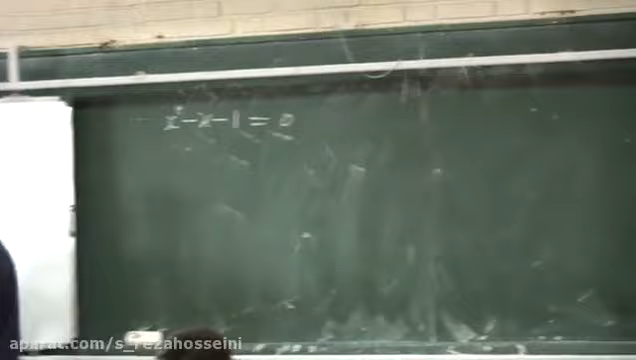 x² - x - 1 = 0
aparat.com/s_rezahosseini